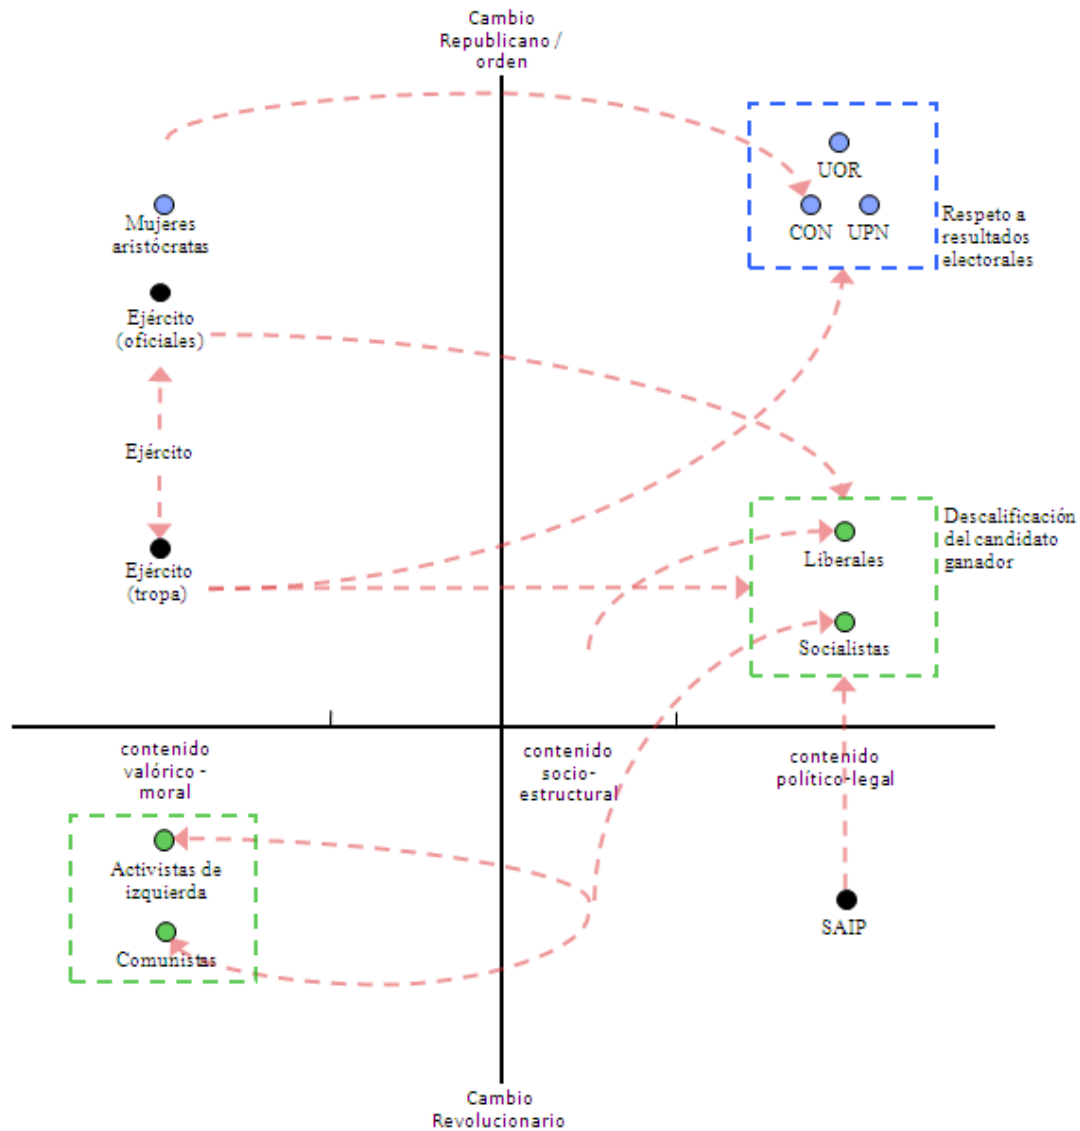 Cambio
Republicano /
orden
UOR
CON UPN
Respeto a
resultados
electorales
Mujeres
aristócratas
Ejército
(oficiales)
Ejército
Ejército
(tropa)
Descalificación
del candidato
ganador
Liberales
Socialistas
contenido
valórico -
moral
contenido
socio-
estructural
contenido
político-legal
Activistas de
izquierda
Comunistas
SAIP
Cambio
Revolucionario